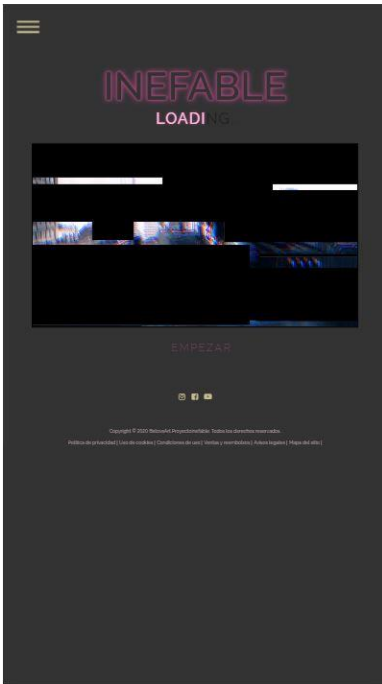 INEFABLE
LOADING
EMPEZAR
Copyright © 2020 BelowArt Proyectoinefable. Todos los derechos reservados.
Política de privacidad | Uso de cookies | Condiciones de uso | Ventas y reembolsos | Avisos legales | Mapa del sitio |